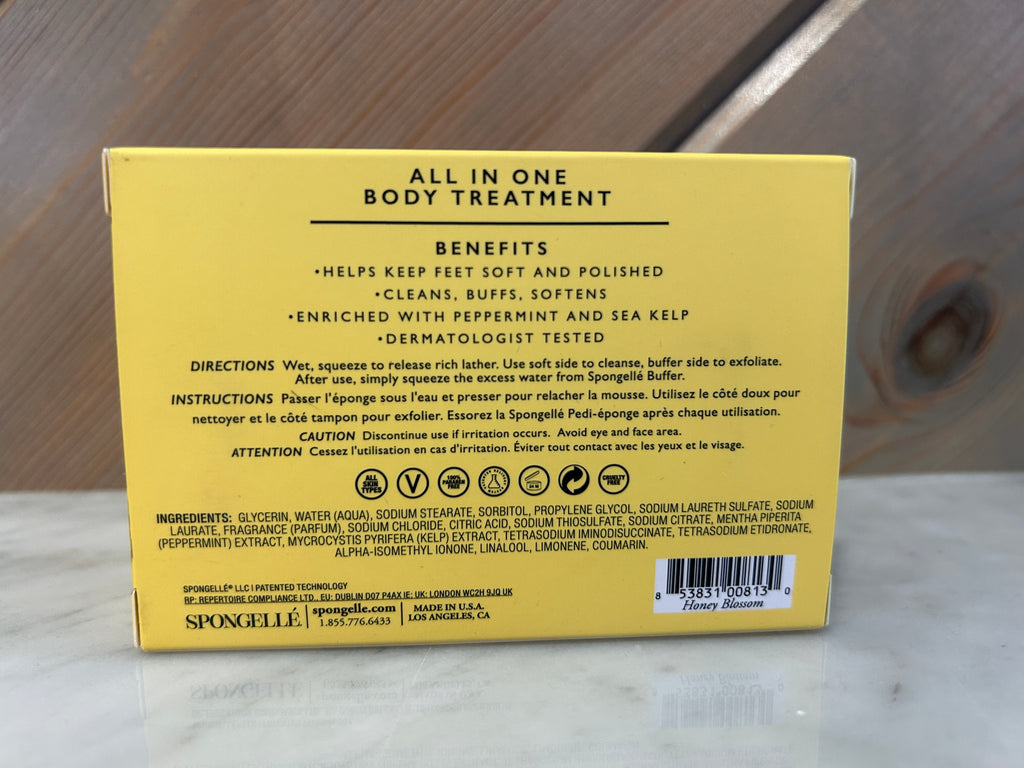 ALL IN ONE
BODY TREATMENT
BENEFITS
•HELPS KEEP FEET SOFT AND POLISHED
•CLEANS, BUFFS, SOFTENS
•ENRICHED WITH PEPPERMINT AND SEA KELP
•DERMATOLOGIST TESTED
DIRECTIONS Wet, squeeze to release rich lather. Use soft side to cleanse, buffer side to exfoliate.
After use, simply squeeze the excess water from Spongellé Buffer.
INSTRUCTIONS Passer l'éponge sous l'eau et presser pour relacher la mousse. Utilisez le côté doux pour
nettoyer et le côté tampon pour exfolier. Essorez la Spongellé Pedi-éponge après chaque utilisation.
CAUTION Discontinue use if irritation occurs. Avoid eye and face area.
ATTENTION Cessez l'utilisation en cas d'irritation. Éviter tout contact avec les yeux et le visage.
ALL SKIN TYPES
V
100% PARABEN FREE
24 M
CRUELTY FREE
INGREDIENTS: GLYCERIN, WATER (AQUA), SODIUM STEARATE, SORBITOL, PROPYLENE GLYCOL, SODIUM LAURETH SULFATE, SODIUM
LAURATE, FRAGRANCE (PARFUM), SODIUM CHLORIDE, CITRIC ACID, SODIUM THIOSULFATE, SODIUM CITRATE, MENTHA PIPERITA
(PEPPERMINT) EXTRACT, MYCROCYSTIS PYRIFERA (KELP) EXTRACT, TETRASODIUM IMINODISUCCINATE, TETRASODIUM ETIDRONATE,
ALPHA-ISOMETHYL IONONE, LINALOOL, LIMONENE, COUMARIN.
SPONGELLÉ® LLC | PATENTED TECHNOLOGY
RP: REPERTOIRE COMPLIANCE LTD., EU: DUBLIN D07 P4AX IE: UK: LONDON WC2H 9JQ UK
SPONGELLÉ
spongelle.com
1.855.776.6433
MADE IN U.S.A.
LOS ANGELES, CA
8 53831 00813 0
Honey Blossom